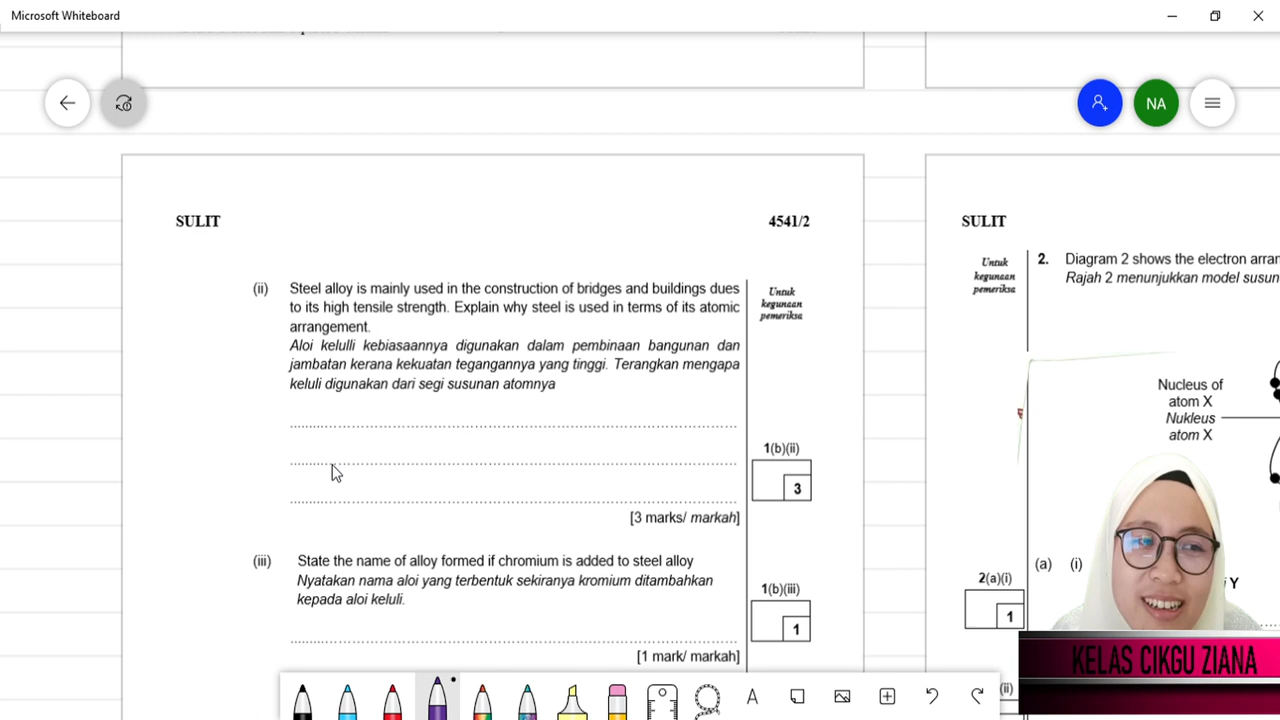 Microsoft Whiteboard
NA
SULIT
4541/2
(ii) Steel alloy is mainly used in the construction of bridges and buildings dues
to its high tensile strength. Explain why steel is used in terms of its atomic
arrangement.
Aloi kelulli kebiasaannya digunakan dalam pembinaan bangunan dan
jambatan kerana kekuatan tegangannya yang tinggi. Terangkan mengapa
keluli digunakan dari segi susunan atomnya
Untuk
kegunaan
pemeriksa
1(b)(ii)
3
[3 marks/ markah]
(iii) State the name of alloy formed if chromium is added to steel alloy
Nyatakan nama aloi yang terbentuk sekiranya kromium ditambahkan
kepada aloi keluli.
1(b)(iii)
1
[1 mark/ markah]
SULIT
Untuk
kegunaan
pemeriksa
2. Diagram 2 shows the electron
Rajah 2 menunjukkan model
Nucleus of
atom X
Nukleus
atom X
(a) (i)
Y
2(a)(i)
1
(ii)
KELAS CIKGU ZIANA